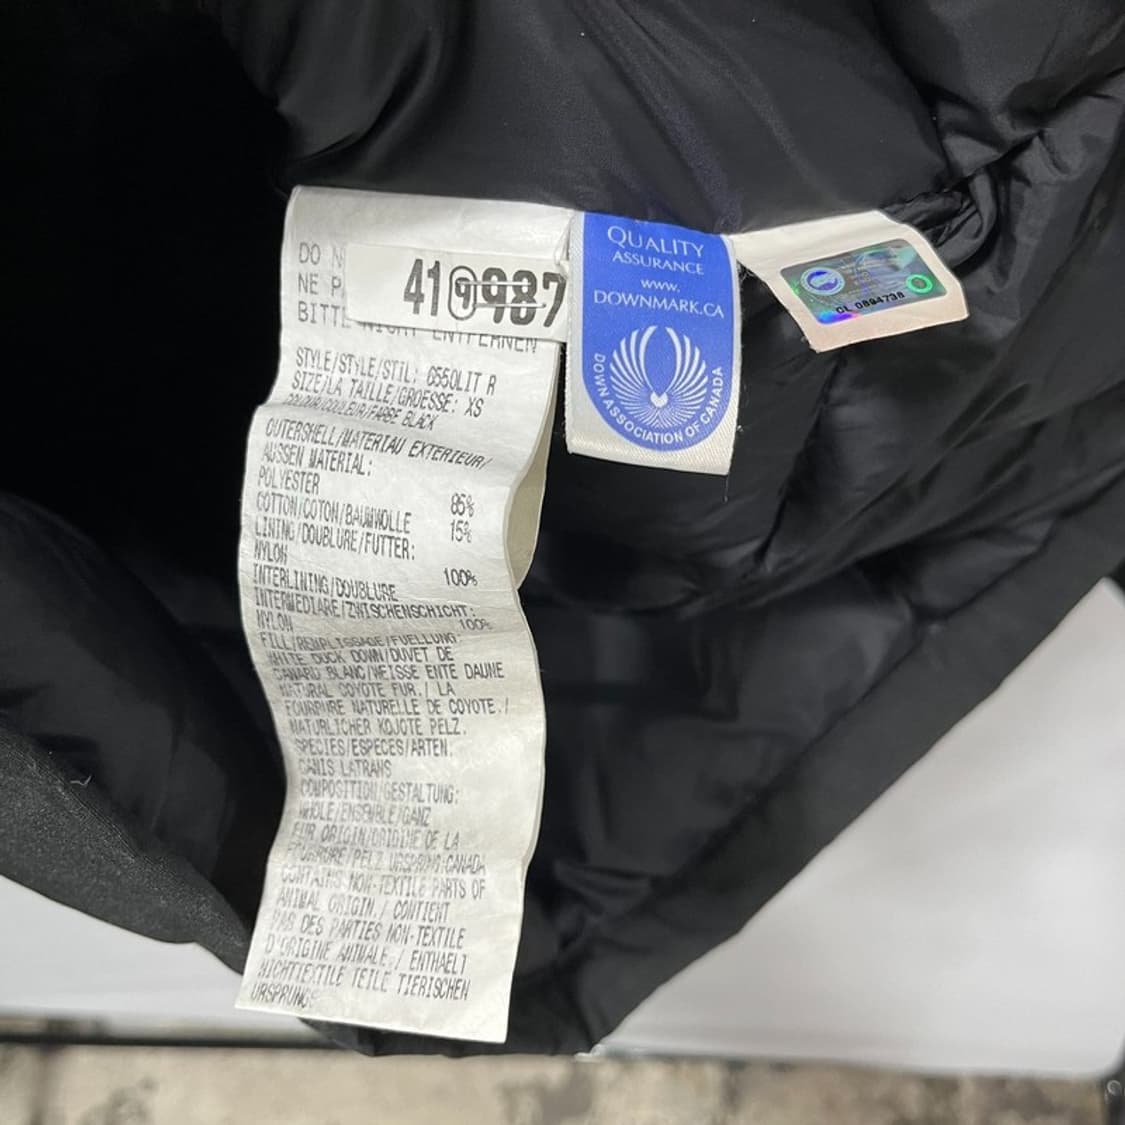 DO N
NE P
BITTE NICHT ENTFERNEN
419987
STYLE/STYLE/STIL: 6550LIT R
SIZE/LA TAILLE/GROESSE: XS
COLOUR/COULEUR/FARBE BLACK
OUTERSHELL/MATERIAU EXTERIEUR/
AUSSEN MATERIAL:
POLYESTER 85%
COTTON/COTON/BAUMWOLLE 15%
LINING/DOUBLURE/FUTTER:
NYLON 100%
INTERLINING/DOUBLURE
INTERMEDIARE/ZWISCHENSCHICHT:
NYLON 100%
FILL/REMPLISSAGE/FUELLUNG
WHITE DUCK DOWN/DUVET DE
CANARD BLANC/WEISSE ENTE DAUNE
NATURAL COYOTE FUR./ LA
FOURRURE NATURELLE DE COYOTE./
NATURLICHER KOJOTE PELZ.
SPECIES/ESPECES/ARTEN:
CANIS LATRANS
COMPOSITION/GESTALTUNG:
WHOLE/ENSEMBLE/GANZ
FUR ORIGIN/ORIGINE DE LA
FOURRURE/PELZ URSPRUNG:CANADA
CONTAINS NON-TEXTILE PARTS OF
ANIMAL ORIGIN./ CONTIENT
PAS DES PARTIES NON-TEXTILE
D'ORIGINE ANIMALE./ ENTHAELT
NICHTTEXTILE TEILE TIERISCHEN
URSPRUNGS
QUALITY
ASSURANCE
www.
DOWNMARK.CA
DOWN ASSOCIATION OF CANADA
CL 0894738